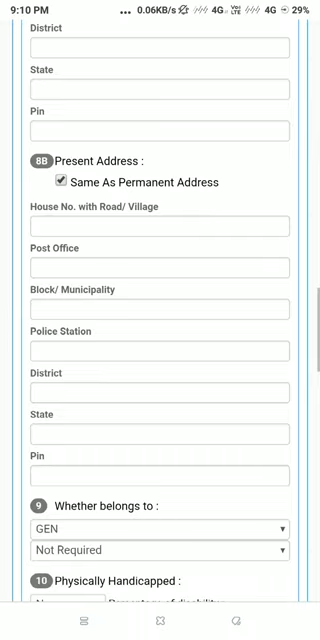 9:10 PM ... 0.06KB/s 4G VoLTE 4G 29%
District
State
Pin
8B Present Address :
Same As Permanent Address
House No. with Road/ Village
Post Office
Block/ Municipality
Police Station
District
State
Pin
9 Whether belongs to :
GEN
Not Required
10 Physically Handicapped :